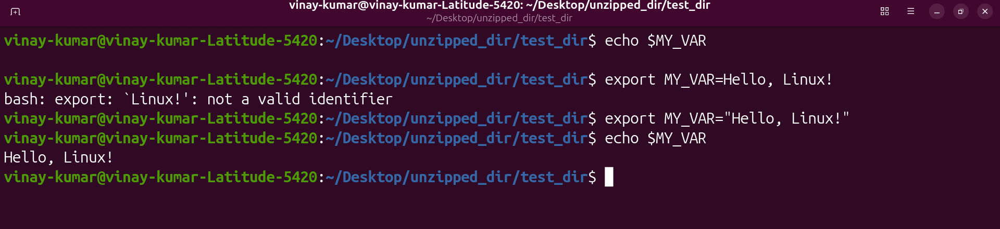 vinay-kumar@vinay-kumar-Latitude-5420: ~/Desktop/unzipped_dir/test_dir
~/Desktop/unzipped_dir/test_dir
vinay-kumar@vinay-kumar-Latitude-5420:~/Desktop/unzipped_dir/test_dir$ echo $MY_VAR
vinay-kumar@vinay-kumar-Latitude-5420:~/Desktop/unzipped_dir/test_dir$ export MY_VAR=Hello, Linux!
bash: export: `Linux!': not a valid identifier
vinay-kumar@vinay-kumar-Latitude-5420:~/Desktop/unzipped_dir/test_dir$ export MY_VAR="Hello, Linux!"
vinay-kumar@vinay-kumar-Latitude-5420:~/Desktop/unzipped_dir/test_dir$ echo $MY_VAR
Hello, Linux!
vinay-kumar@vinay-kumar-Latitude-5420:~/Desktop/unzipped_dir/test_dir$